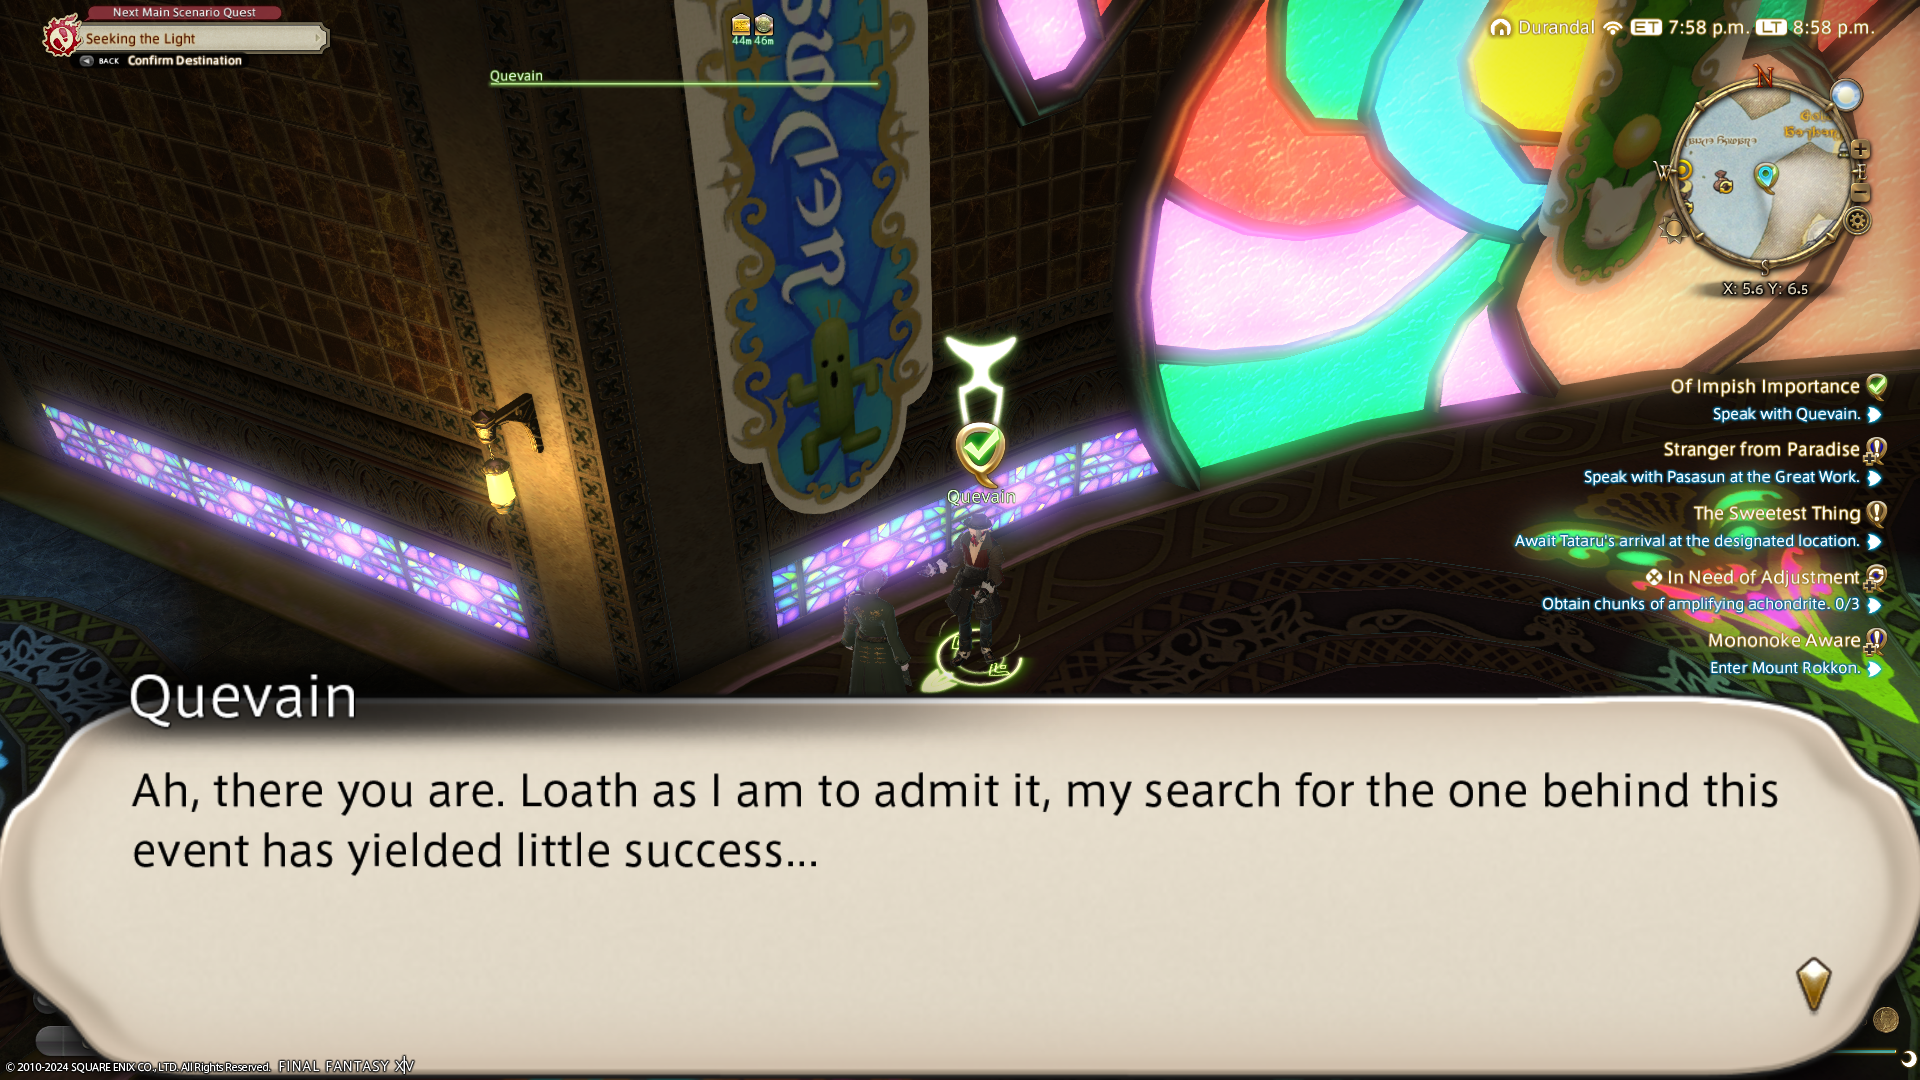 Next Main Scenario Quest
Seeking the Light
BACK Confirm Destination
44m 46m
Durandal ET 7:58 p.m. LT 8:58 p.m.
Quevain
N
W
E
S
X: 5.6 Y: 6.5
Of Impish Importance
Speak with Quevain.
Stranger from Paradise
Speak with Pasasun at the Great Work.
The Sweetest Thing
Await Tataru's arrival at the designated location.
In Need of Adjustment
Obtain chunks of amplifying achondrite. 0/3
Mononoke Aware
Enter Mount Rokkon.
Quevain
Quevain
Ah, there you are. Loath as I am to admit it, my search for the one behind this
event has yielded little success...
© 2010-2024 SQUARE ENIX CO., LTD. All Rights Reserved. FINAL FANTASY XIV